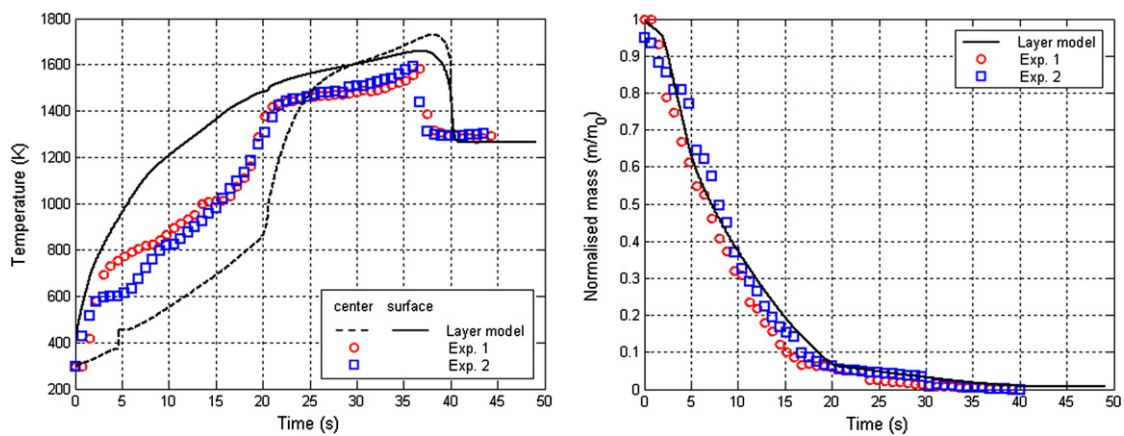 Temperature (K)
1800
1600
1400
1200
1000
800
600
400
200
0 5 10 15 20 25 30 35 40 45 50
Time (s)
center surface
Layer model
Exp. 1
Exp. 2
Normalised mass (m/m0)
1
0.9
0.8
0.7
0.6
0.5
0.4
0.3
0.2
0.1
0
0 5 10 15 20 25 30 35 40 45 50
Time (s)
Layer model
Exp. 1
Exp. 2